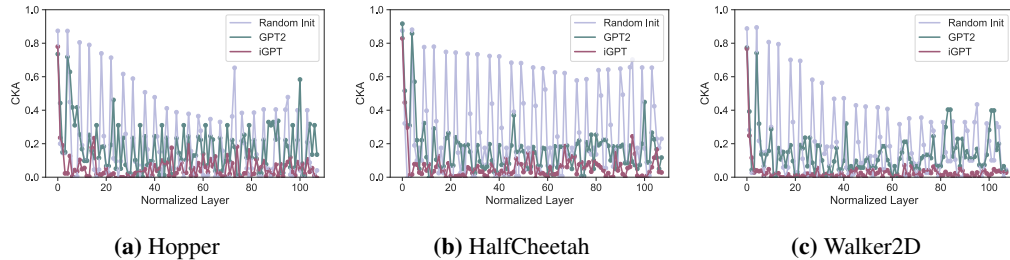 1.0
0.8
0.6
0.4
0.2
0.0
CKA
0 20 40 60 80 100
Normalized Layer
Random Init
GPT2
iGPT
(a) Hopper
1.0
0.8
0.6
0.4
0.2
0.0
CKA
0 20 40 60 80 100
Normalized Layer
Random Init
GPT2
iGPT
(b) HalfCheetah
1.0
0.8
0.6
0.4
0.2
0.0
CKA
0 20 40 60 80 100
Normalized Layer
Random Init
GPT2
iGPT
(c) Walker2D